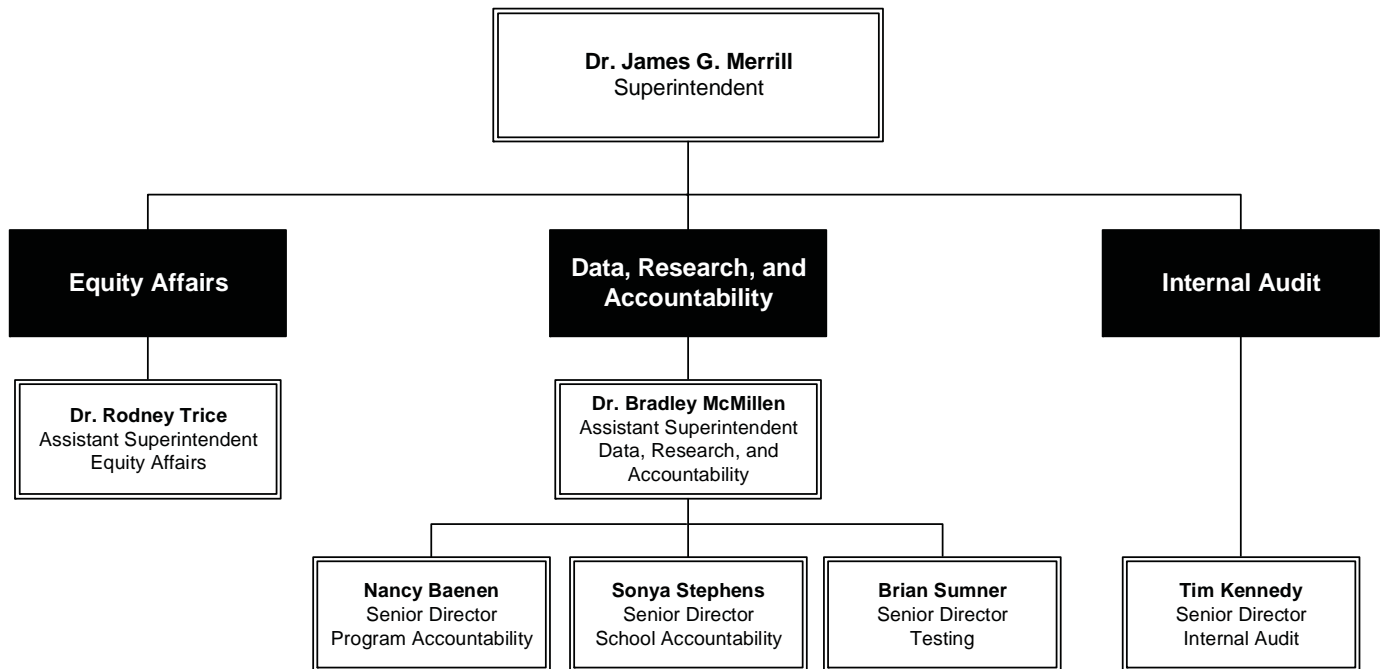 Dr. James G. Merrill
Superintendent
Equity Affairs
Data, Research, and
Accountability
Internal Audit
Dr. Rodney Trice
Assistant Superintendent
Equity Affairs
Dr. Bradley McMillen
Assistant Superintendent
Data, Research, and
Accountability
Nancy Baenen
Senior Director
Program Accountability
Sonya Stephens
Senior Director
School Accountability
Brian Sumner
Senior Director
Testing
Tim Kennedy
Senior Director
Internal Audit